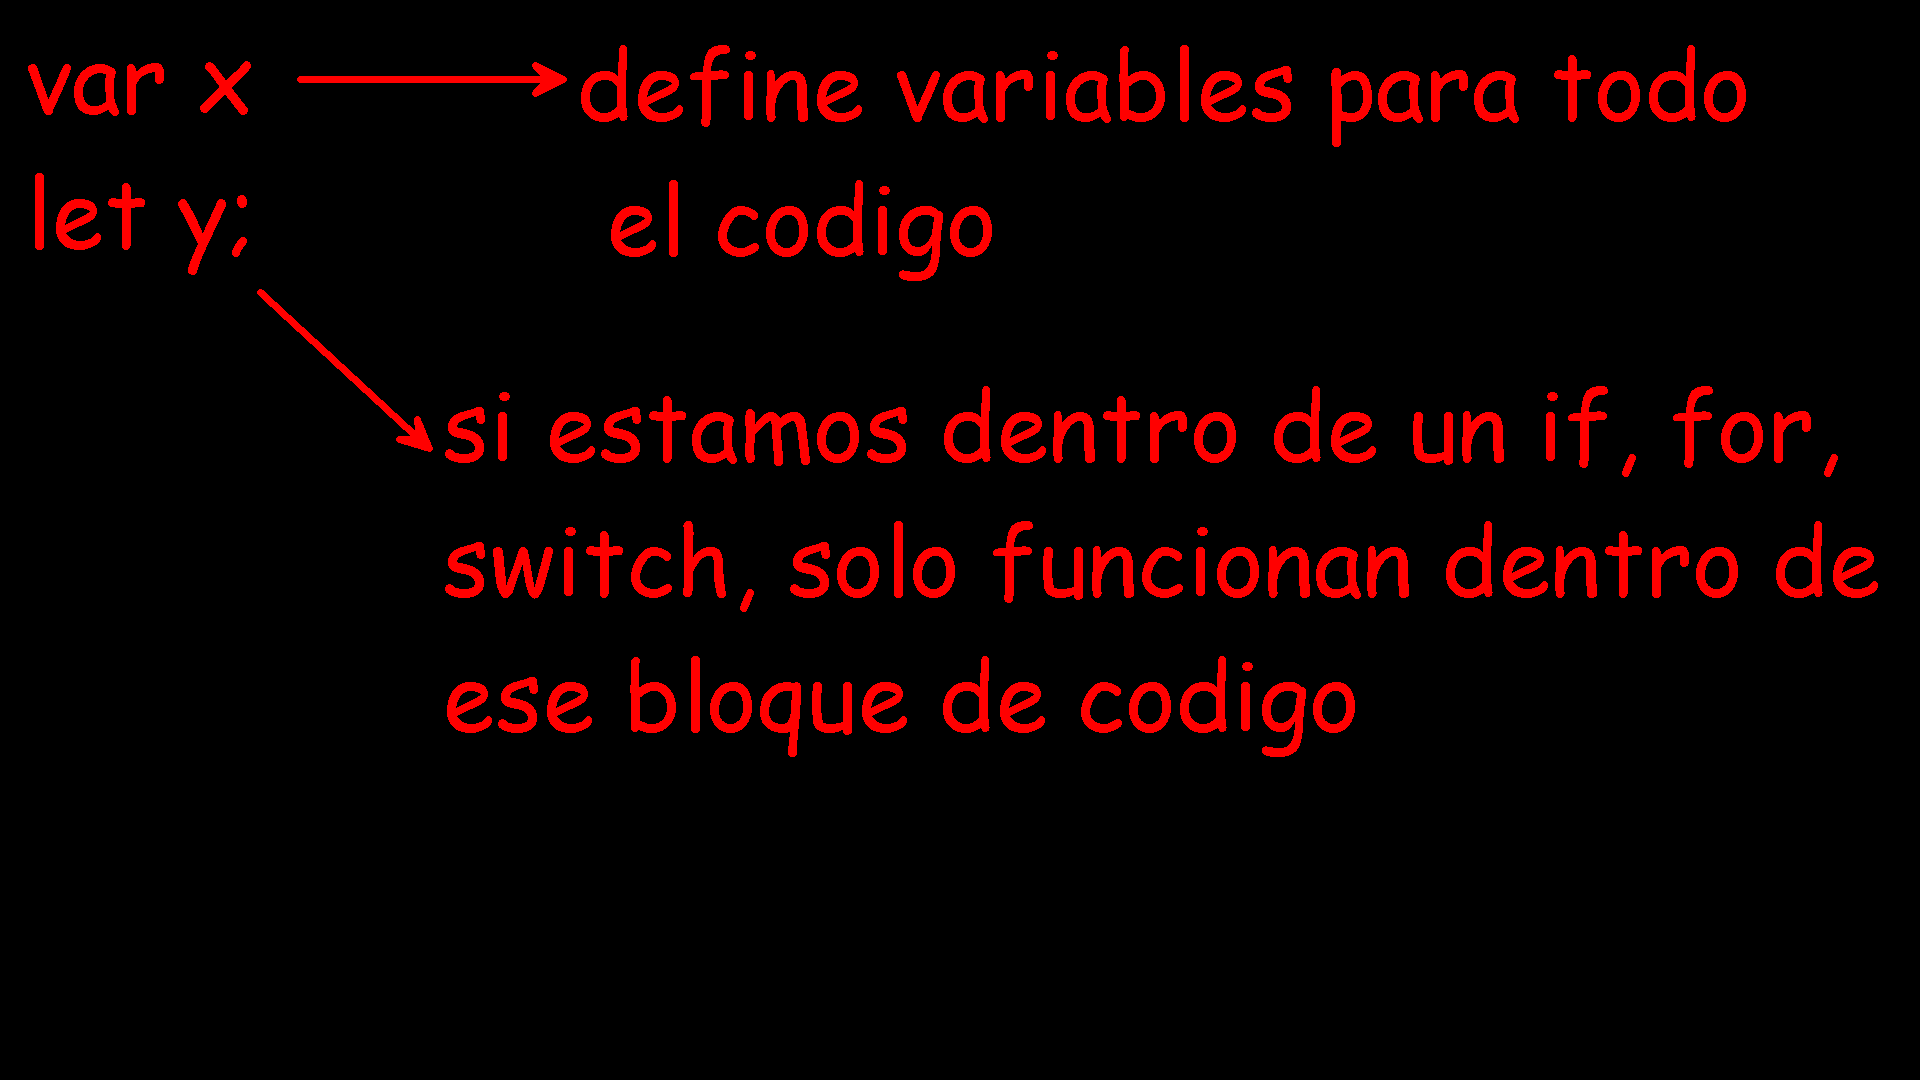 var x
define variables para todo
el codigo
let y;
si estamos dentro de un if, for,
switch, solo funcionan dentro de
ese bloque de codigo